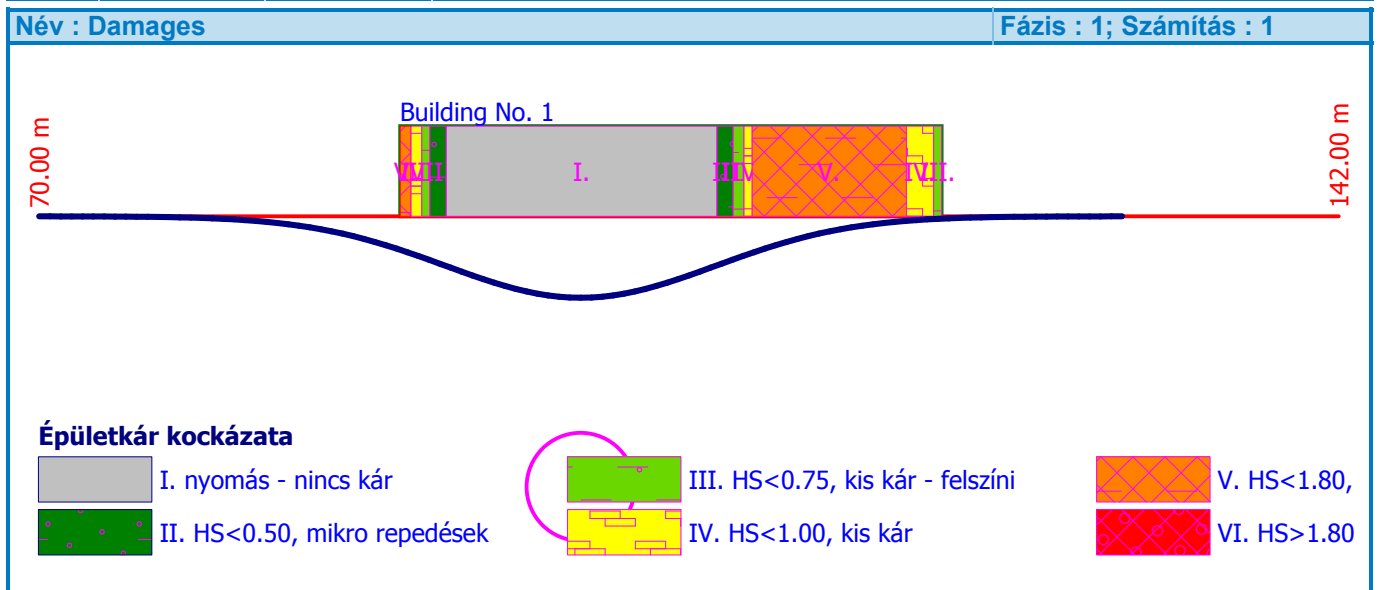 Név : Damages
Fázis : 1; Számítás : 1
Building No. 1
70.00 m
142.00 m
I.
V.
Épületkár kockázata
I. nyomás - nincs kár
III. HS<0.75, kis kár - felszíni
V. HS<1.80,
II. HS<0.50, mikro repedések
IV. HS<1.00, kis kár
VI. HS>1.80